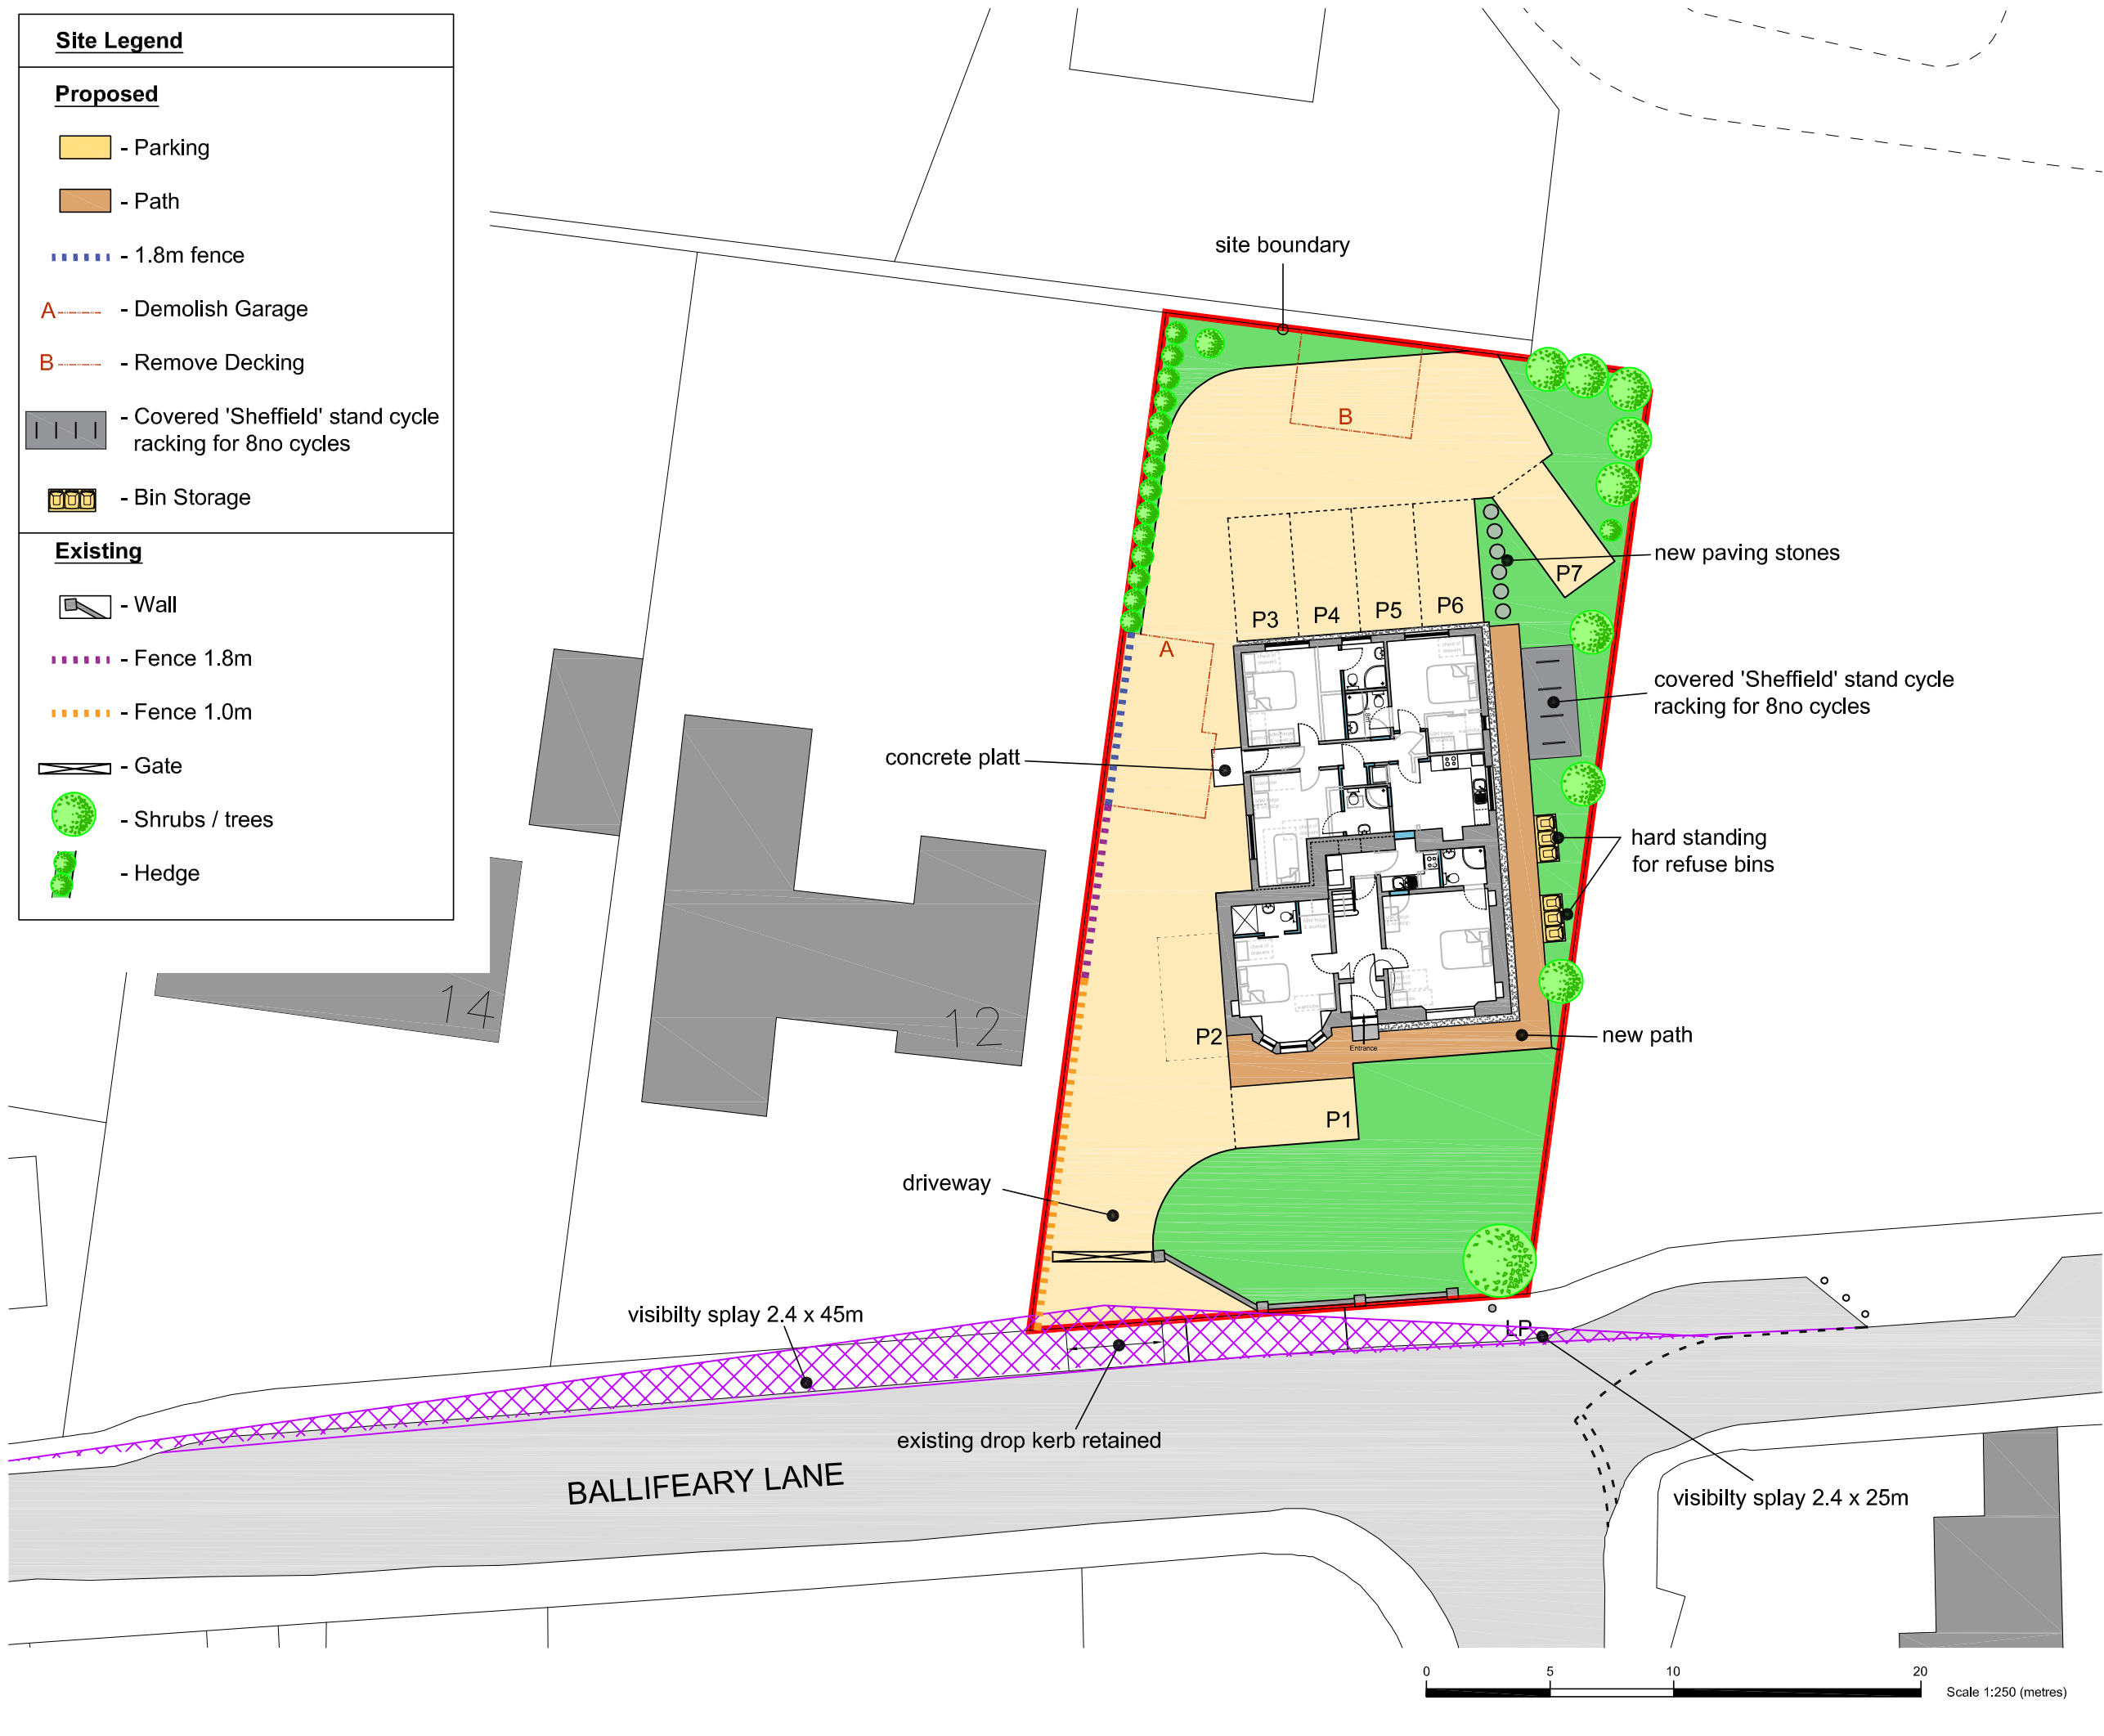 Site Legend
Proposed
- Parking
- Path
- 1.8m fence
A - Demolish Garage
B - Remove Decking
- Covered 'Sheffield' stand cycle
racking for 8no cycles
- Bin Storage
Existing
- Wall
- Fence 1.8m
- Fence 1.0m
- Gate
- Shrubs / trees
- Hedge
site boundary
B
new paving stones
P7
P3
P4
P5
P6
A
covered 'Sheffield' stand cycle
racking for 8no cycles
concrete platt
hard standing
for refuse bins
14
12
P2
Entrance
new path
P1
driveway
visibilty splay 2.4 x 45m
LP
existing drop kerb retained
BALLIFEARY LANE
visibilty splay 2.4 x 25m
0 5 10 20
Scale 1:250 (metres)